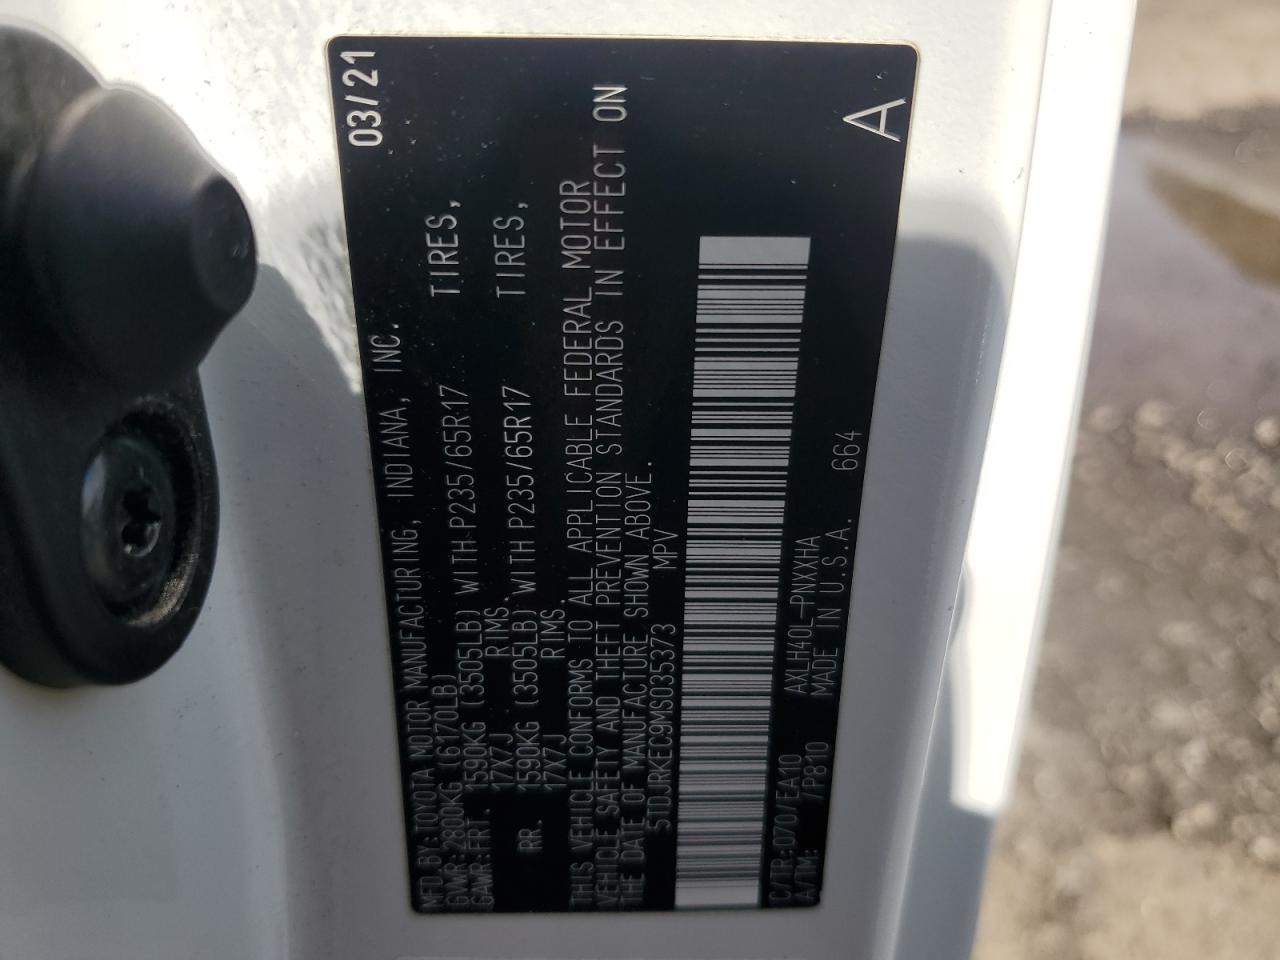 MFD.BY:TOYOTA MOTOR MANUFACTURING, INDIANA, INC. 03/21
GVWR:2800KG (6170LB)
GAWR:FRT. 1590KG (3505LB) WITH P235/65R17 TIRES,
17X7J RIMS.
RR. 1590KG (3505LB) WITH P235/65R17 TIRES,
17X7J RIMS.
THIS VEHICLE CONFORMS TO ALL APPLICABLE FEDERAL MOTOR
VEHICLE SAFETY AND THEFT PREVENTION STANDARDS IN EFFECT ON
THE DATE OF MANUFACTURE SHOWN ABOVE.
5TDJRKEC9MS035373 MPV
C/TR:070/EA10 AXLH40L-PNXXHA
A/TM: /P810 MADE IN U.S.A. 664
A